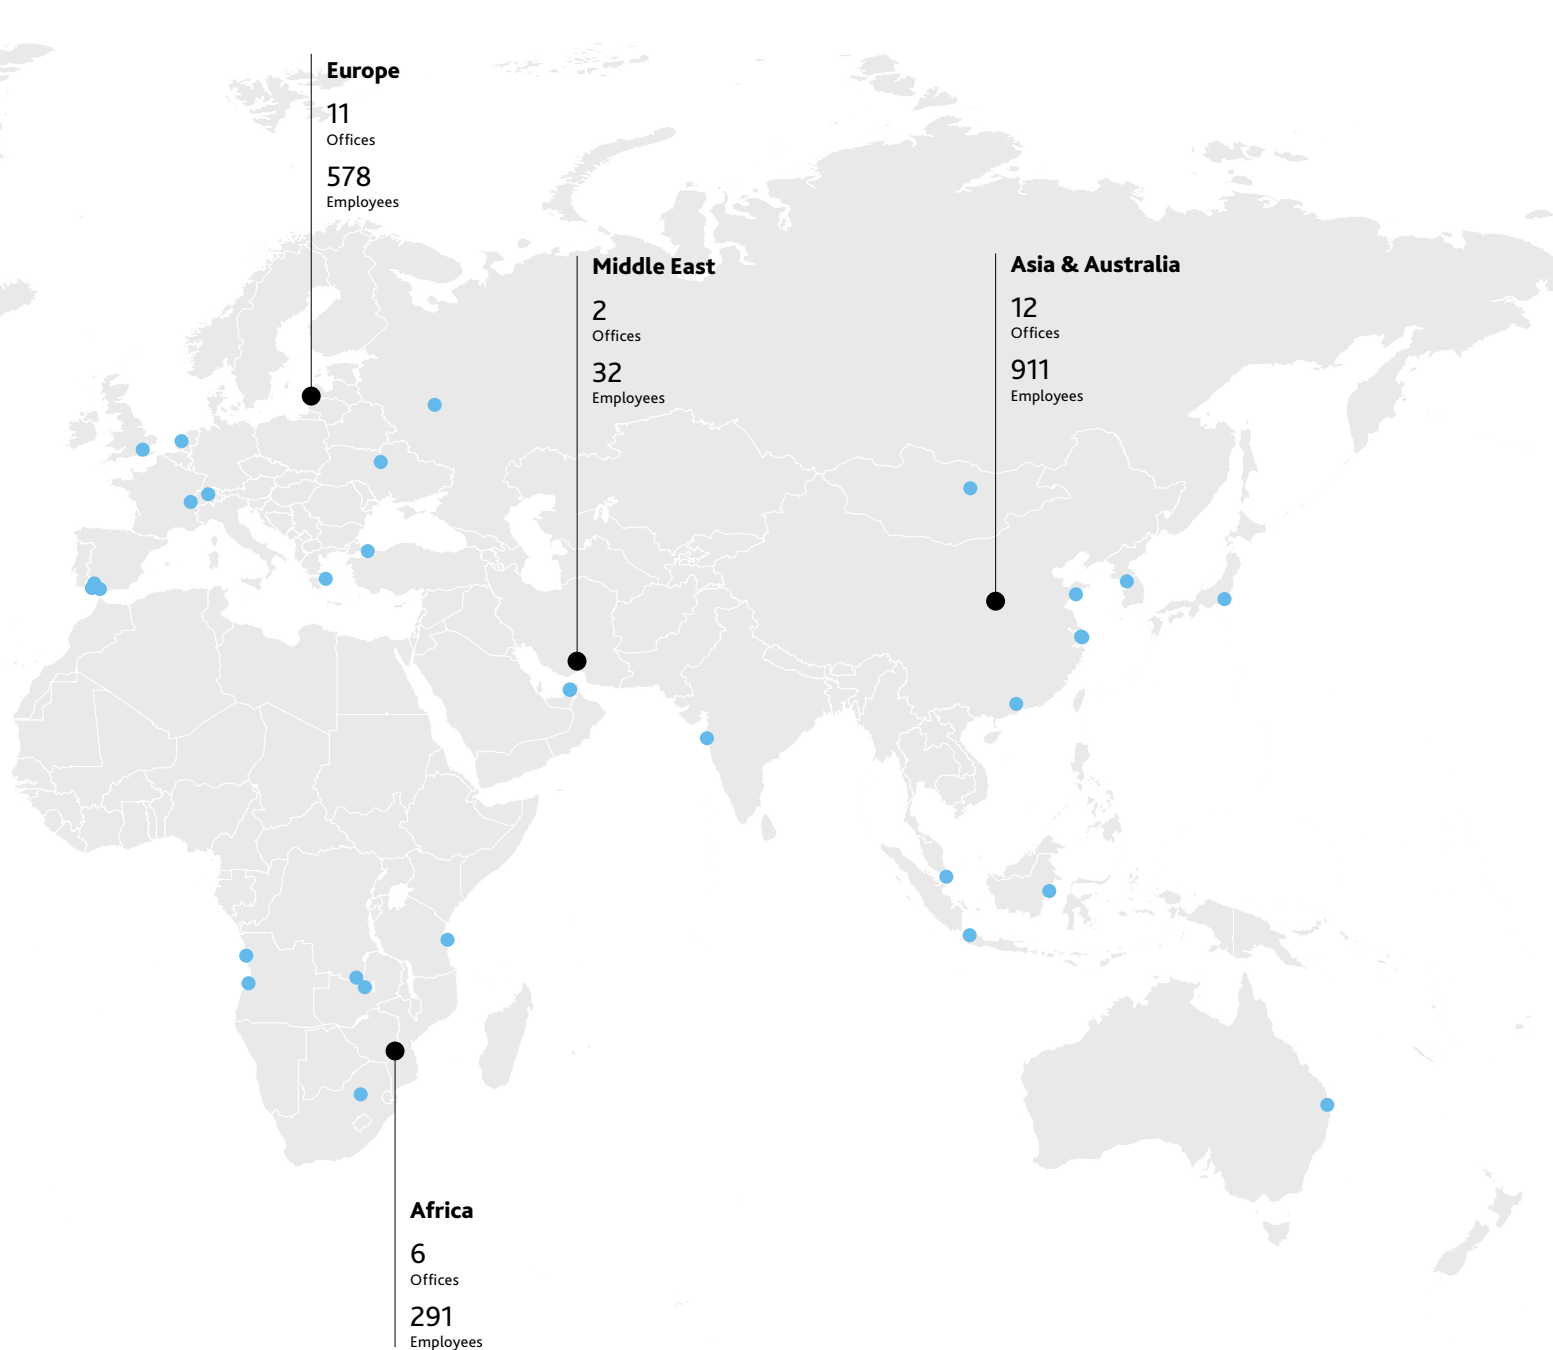 Europe
11
Offices
578
Employees
Middle East
2
Offices
32
Employees
Asia & Australia
12
Offices
911
Employees
Africa
6
Offices
291
Employees